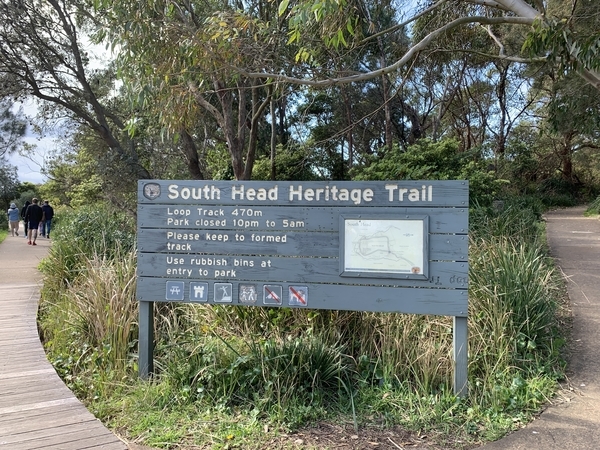 South Head Heritage Trail
Loop Track 470m
Park closed 10pm to 5am
Please keep to formed
track
Use rubbish bins at
entry to park